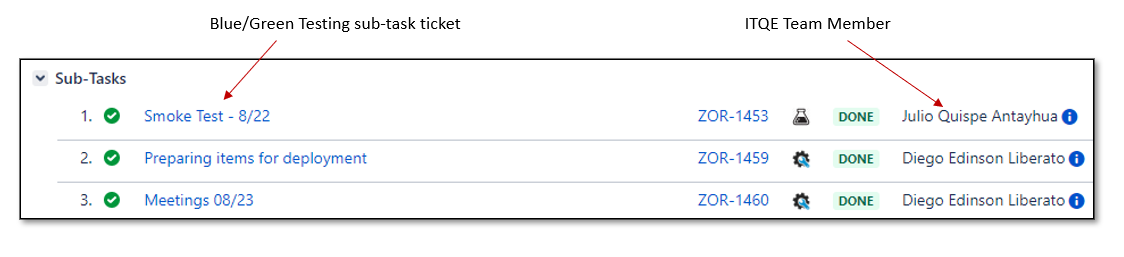 Blue/Green Testing sub-task ticket ITQE Team Member
Sub-Tasks
1. Smoke Test - 8/22 ZOR-1453 DONE Julio Quispe Antayhua
2. Preparing items for deployment ZOR-1459 DONE Diego Edinson Liberato
3. Meetings 08/23 ZOR-1460 DONE Diego Edinson Liberato